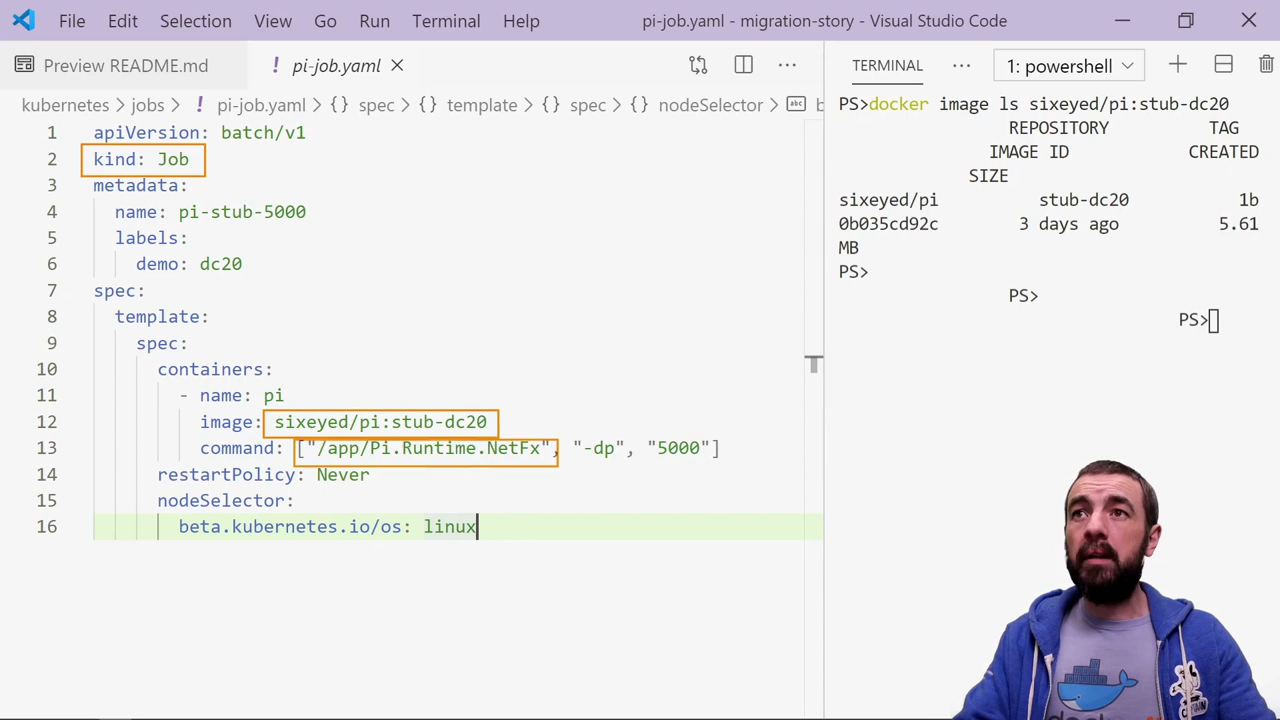 File Edit Selection View Go Run Terminal Help pi-job.yaml - migration-story - Visual Studio Code
Preview README.md ! pi-job.yaml
kubernetes > jobs > ! pi-job.yaml > {} spec > {} template > {} spec > {} nodeSelector > abc b
1 apiVersion: batch/v1
2 kind: Job
3 metadata:
4 name: pi-stub-5000
5 labels:
6 demo: dc20
7 spec:
8 template:
9 spec:
10 containers:
11 - name: pi
12 image: sixeyed/pi:stub-dc20
13 command: ["/app/Pi.Runtime.NetFx", "-dp", "5000"]
14 restartPolicy: Never
15 nodeSelector:
16 beta.kubernetes.io/os: linux
TERMINAL ··· 1: powershell
PS>docker image ls sixeyed/pi:stub-dc20
REPOSITORY TAG
IMAGE ID CREATED
SIZE
sixeyed/pi stub-dc20 1b
0b035cd92c 3 days ago 5.61
MB
PS>
PS>
PS>